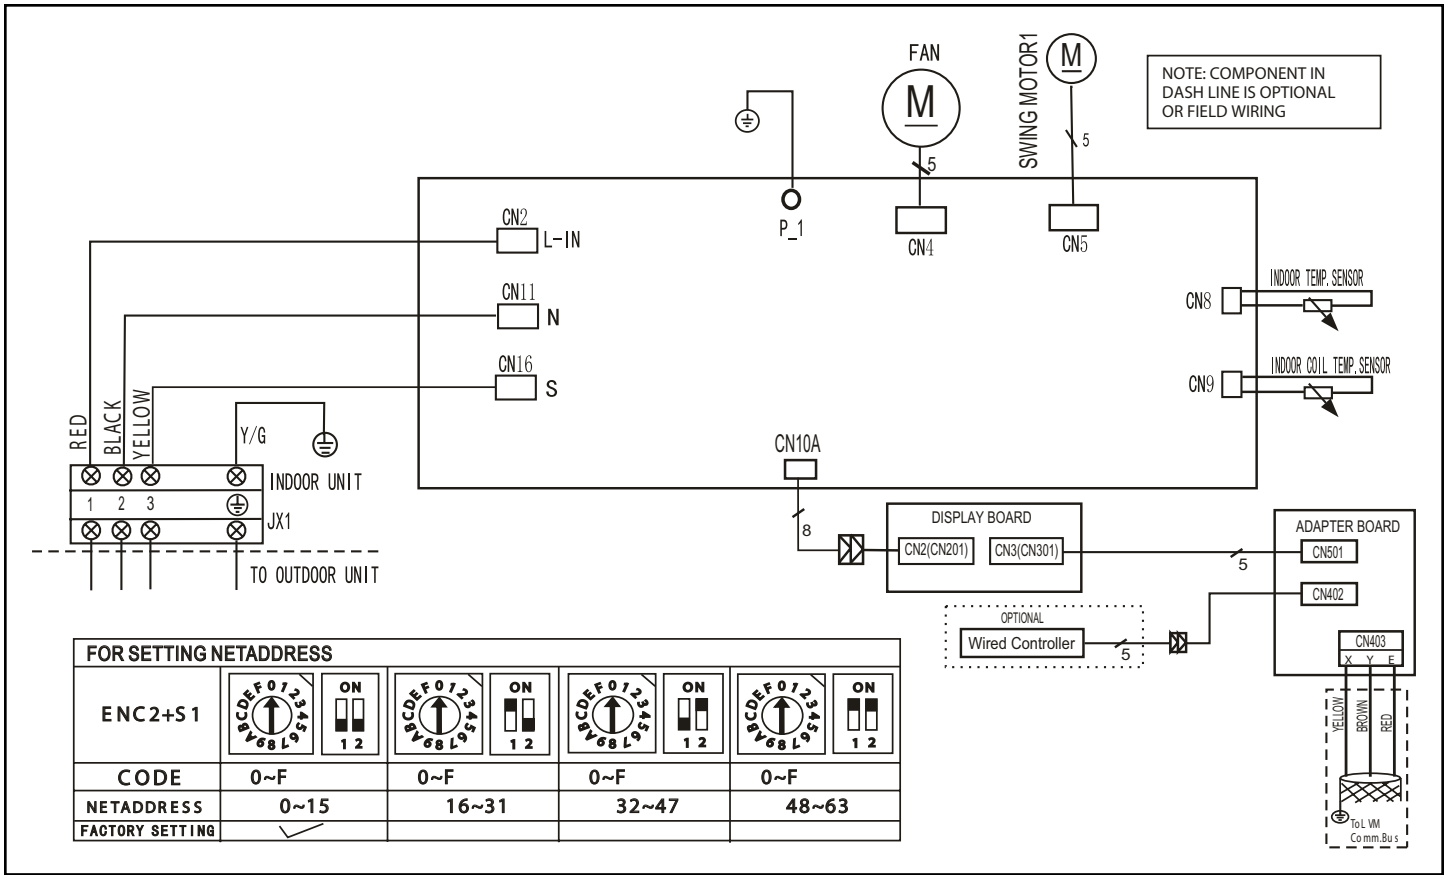 FAN
M
SWING MOTOR1
M
5
5
NOTE: COMPONENT IN
DASH LINE IS OPTIONAL
OR FIELD WIRING
P_1
CN4
CN5
CN2
L-IN
CN11
N
CN16
S
CN8
INDOOR TEMP. SENSOR
CN9
INDOOR COIL TEMP. SENSOR
RED
BLACK
YELLOW
Y/G
INDOOR UNIT
1 2 3
JX1
TO OUTDOOR UNIT
CN10A
8
DISPLAY BOARD
CN2(CN201)
CN3(CN301)
5
ADAPTER BOARD
CN501
CN402
CN403
X Y E
OPTIONAL
Wired Controller
5
YELLOW
BROWN
RED
To L VM
Comm.Bus
FOR SETTING NETADDRESS
ENC2+S1
0123456789ABCDEF
ON
1 2
0123456789ABCDEF
ON
1 2
0123456789ABCDEF
ON
1 2
0123456789ABCDEF
ON
1 2
CODE 0~F 0~F 0~F 0~F
NETADDRESS 0~15 16~31 32~47 48~63
FACTORY SETTING